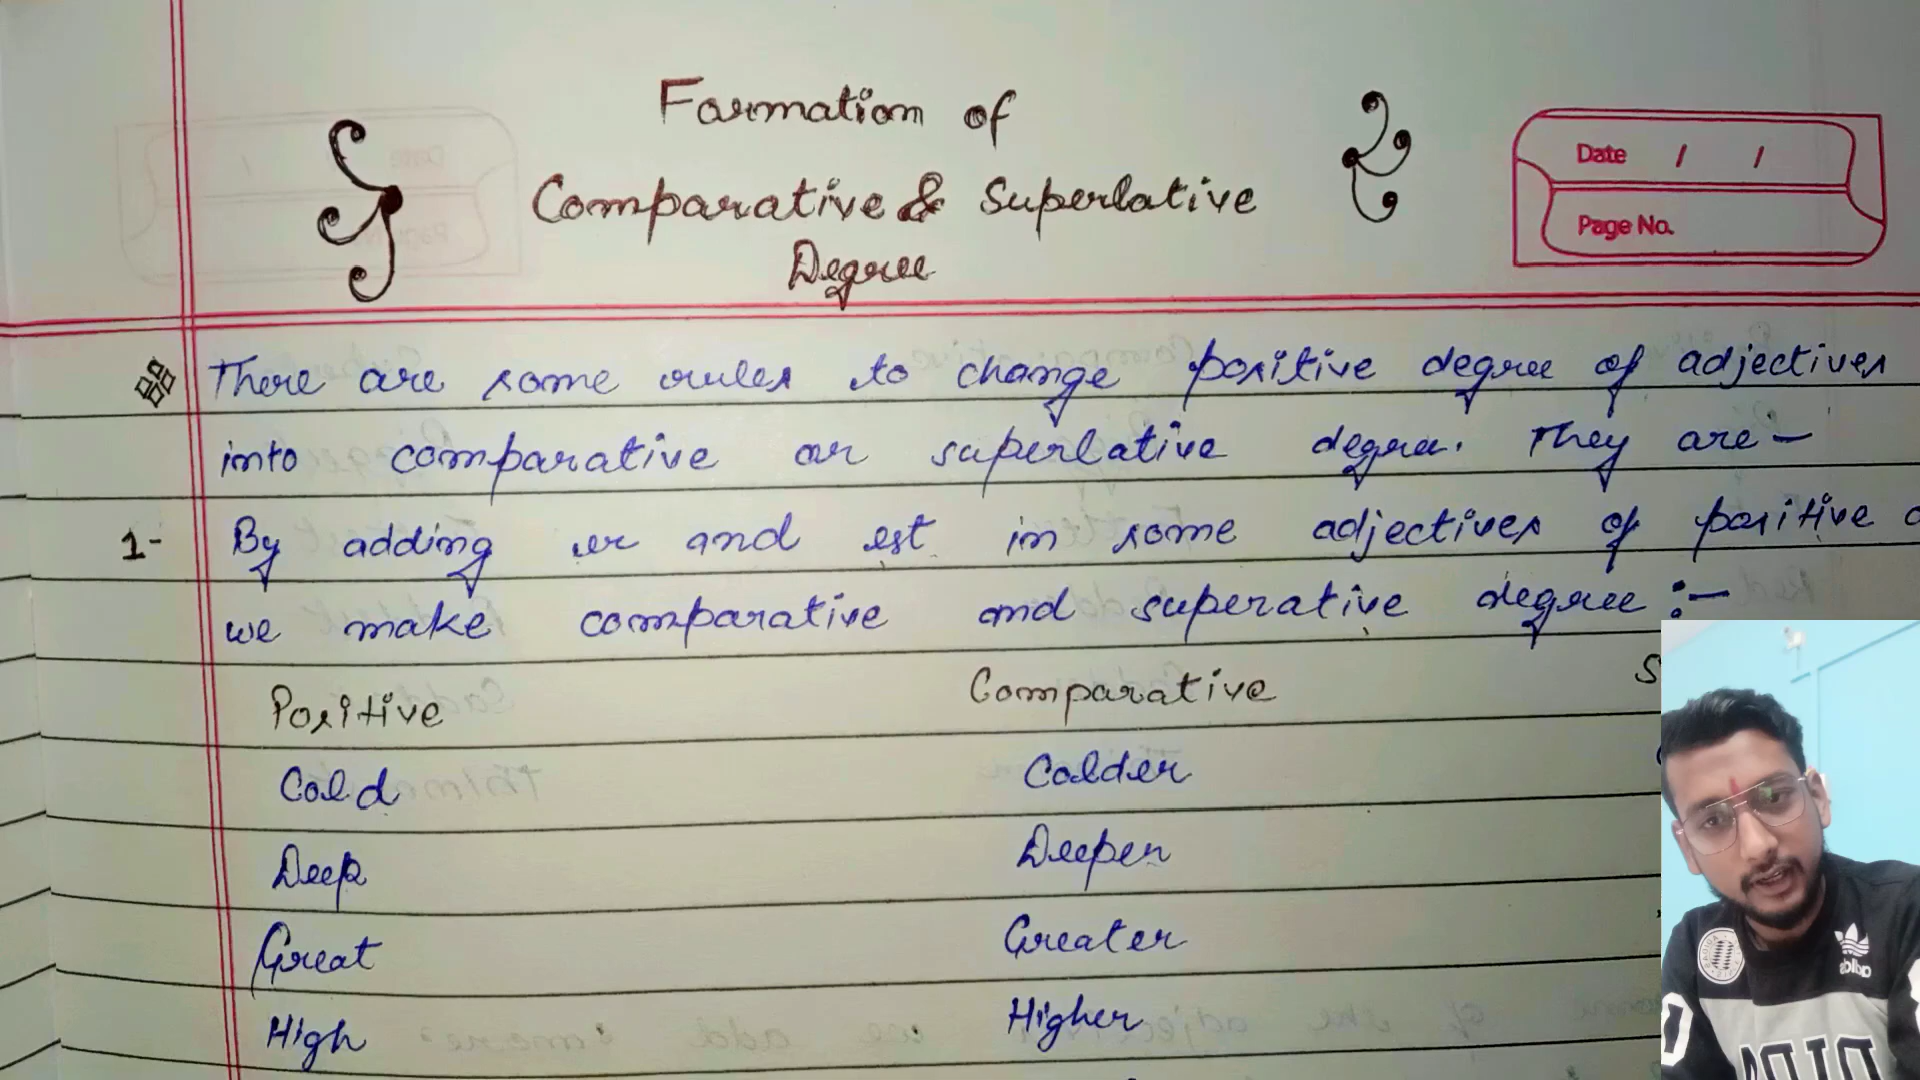 Formation of
Comparative & Superlative
Degree
Date / /
Page No.
There are some rules to change positive degree of adjectives
into comparative or superlative degree. They are –
1- By adding er and est in some adjectives of positive
we make comparative and superative degree :–
Positive Comparative
Cold Colder
Deep Deeper
Great Greater
High Higher
adidas